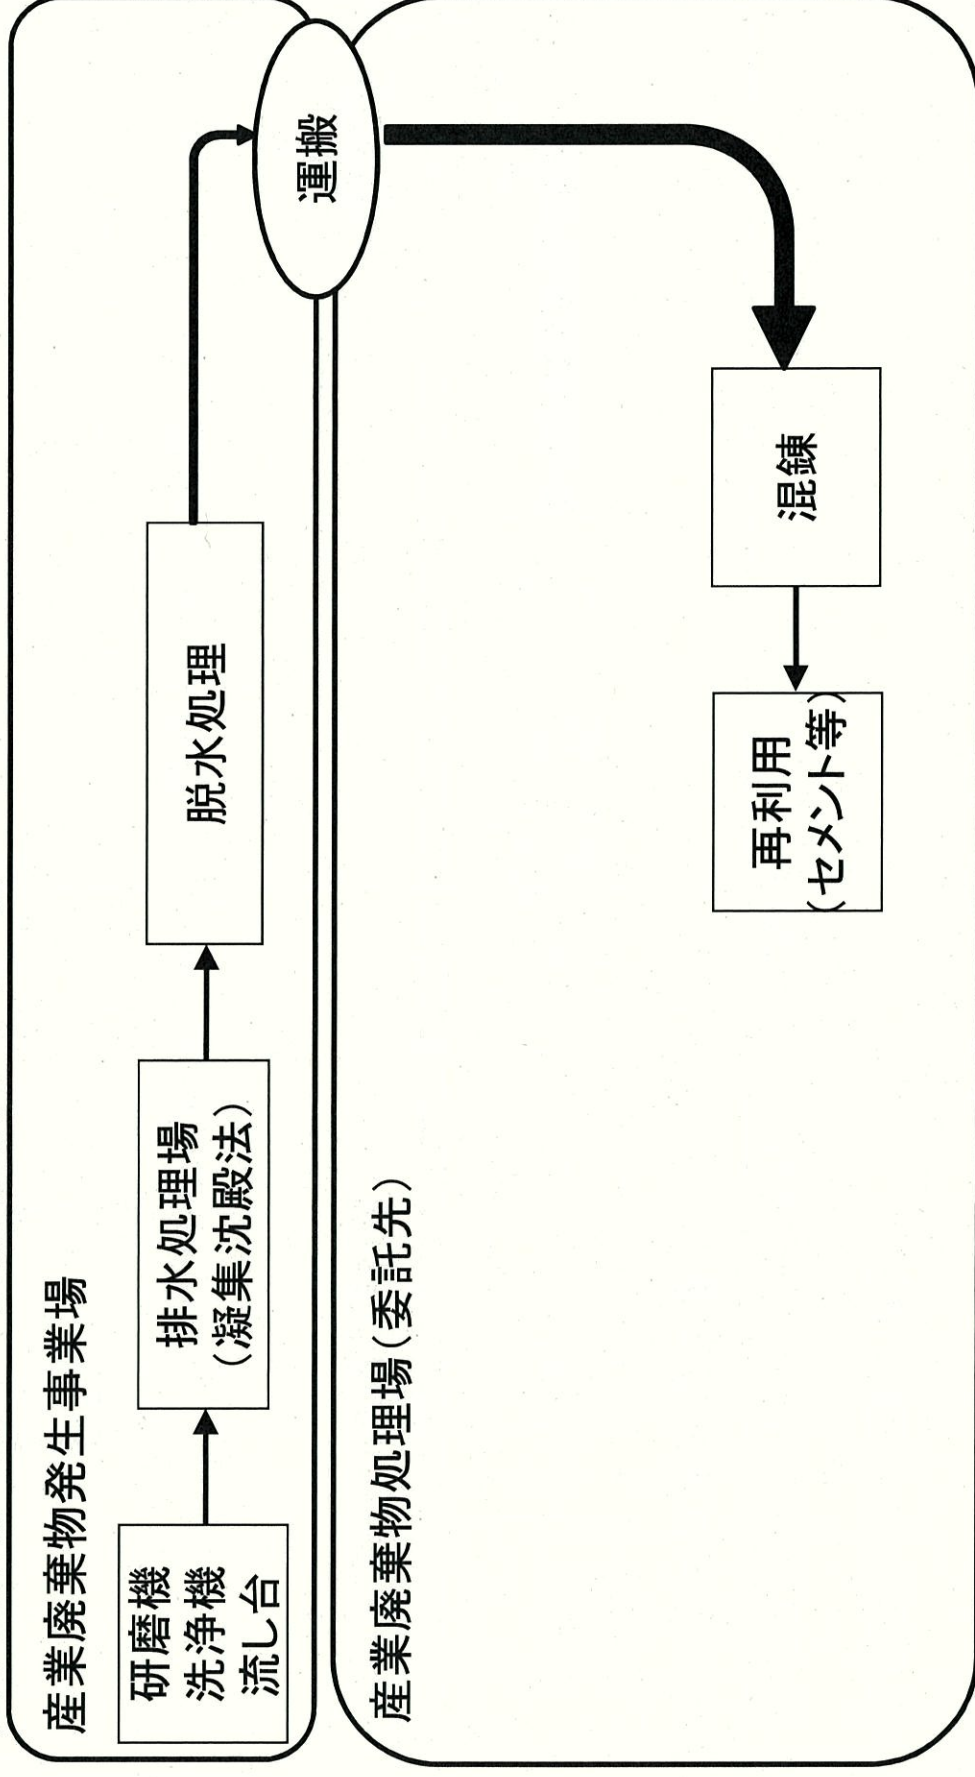 産業廃棄物発生事業場
研磨機
洗浄機
流し台
排水処理場
(凝集沈殿法)
脱水処理
運搬
産業廃棄物処理場(委託先)
混錬
再利用
(セメント等)